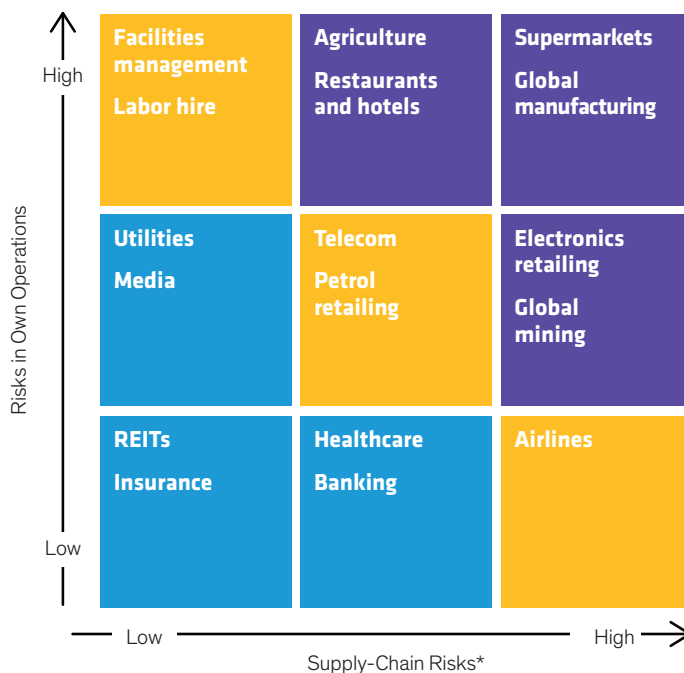 High
Facilities
management
Labor hire
Agriculture
Restaurants
and hotels
Supermarkets
Global
manufacturing
Risks in Own Operations
Utilities
Media
Telecom
Petrol
retailing
Electronics
retailing
Global
mining
REITs
Insurance
Healthcare
Banking
Airlines
Low
Low
High
Supply-Chain Risks*